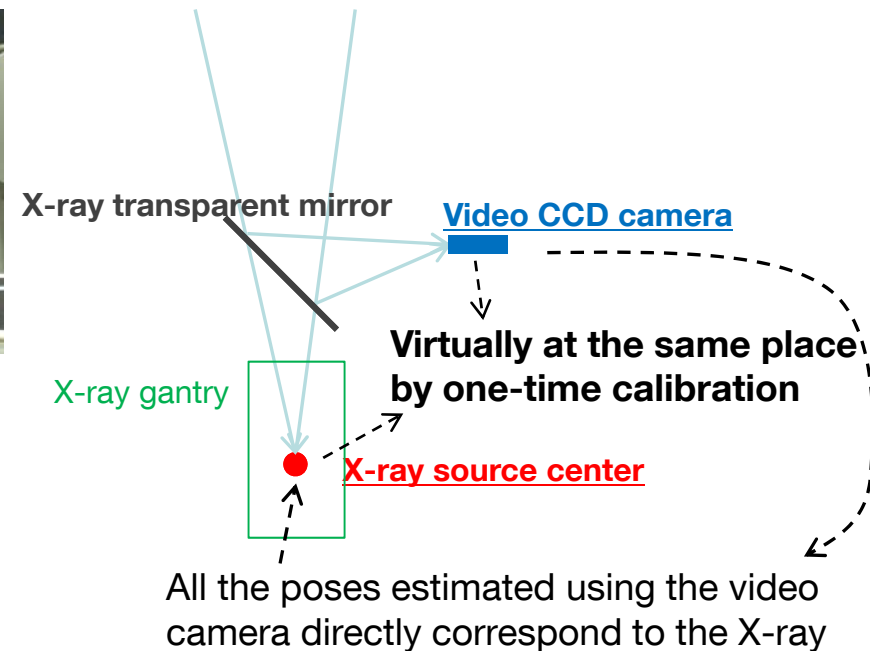 X-ray transparent mirror
Video CCD camera
Virtually at the same place
by one-time calibration
X-ray gantry
X-ray source center
All the poses estimated using the video
camera directly correspond to the X-ray